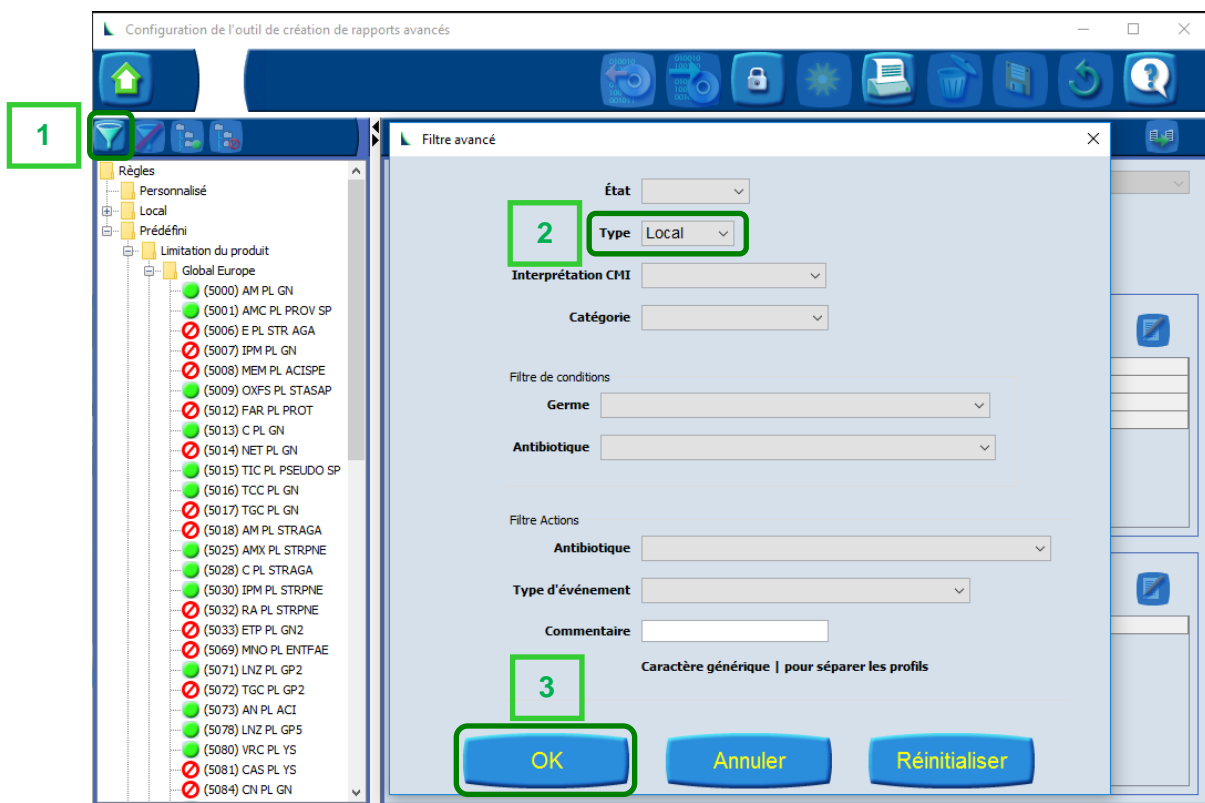 Configuration de l'outil de création de rapports avancés
1
Règles
Personnalisé
Local
Prédéfini
Limitation du produit
Global Europe
(5000) AM PL GN
(5001) AMC PL PROV SP
(5006) E PL STR AGA
(5007) IPM PL GN
(5008) MEM PL ACISPE
(5009) OXFS PL STASAP
(5012) FAR PL PROT
(5013) C PL GN
(5014) NET PL GN
(5015) TIC PL PSEUDO SP
(5016) TCC PL GN
(5017) TGC PL GN
(5018) AM PL STRAGA
(5025) AMX PL STRPNE
(5028) C PL STRAGA
(5030) IPM PL STRPNE
(5032) RA PL STRPNE
(5033) ETP PL GN2
(5069) MNO PL ENTFAE
(5071) LNZ PL GP2
(5072) TGC PL GP2
(5073) AN PL ACI
(5078) LNZ PL GP5
(5080) VRC PL YS
(5081) CAS PL YS
(5084) CN PL GN
Filtre avancé
État
2
Type Local
Interprétation CMI
Catégorie
Filtre de conditions
Germe
Antibiotique
Filtre Actions
Antibiotique
Type d'événement
Commentaire
Caractère générique | pour séparer les profils
3
OK Annuler Réinitialiser